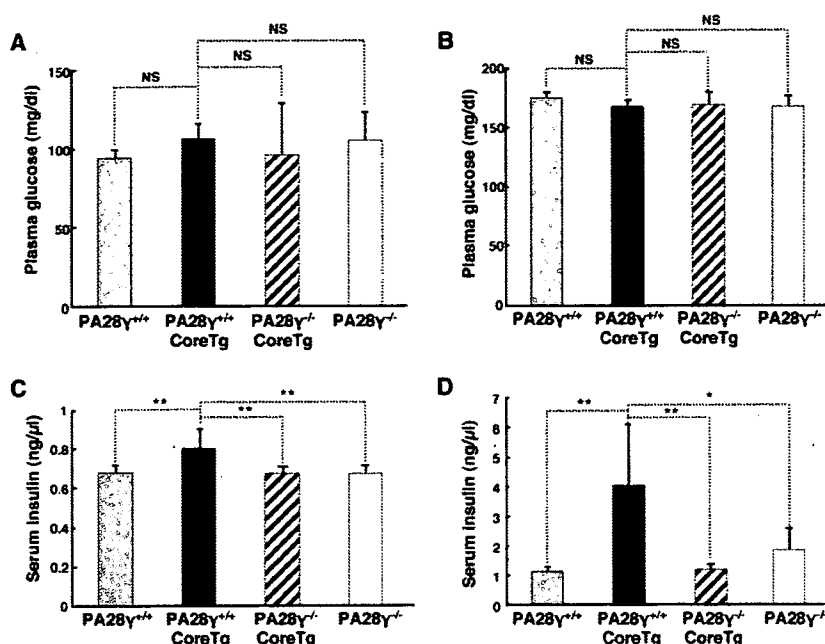 A
NS
NS
NS
Plasma glucose (mg/dl)
150
100
50
0
PA28γ+/+
PA28γ+/+
CoreTg
PA28γ-/-
CoreTg
PA28γ-/-
B
NS
NS
NS
Plasma glucose (mg/dl)
200
150
100
50
0
PA28γ+/+
PA28γ+/+
CoreTg
PA28γ-/-
CoreTg
PA28γ-/-
C
**
**
**
Serum insulin (ng/μl)
1
0.8
0.6
0.4
0.2
0
PA28γ+/+
PA28γ+/+
CoreTg
PA28γ-/-
CoreTg
PA28γ-/-
D
*
**
**
Serum insulin (ng/μl)
7
6
5
4
3
2
1
0
PA28γ+/+
PA28γ+/+
CoreTg
PA28γ-/-
CoreTg
PA28γ-/-